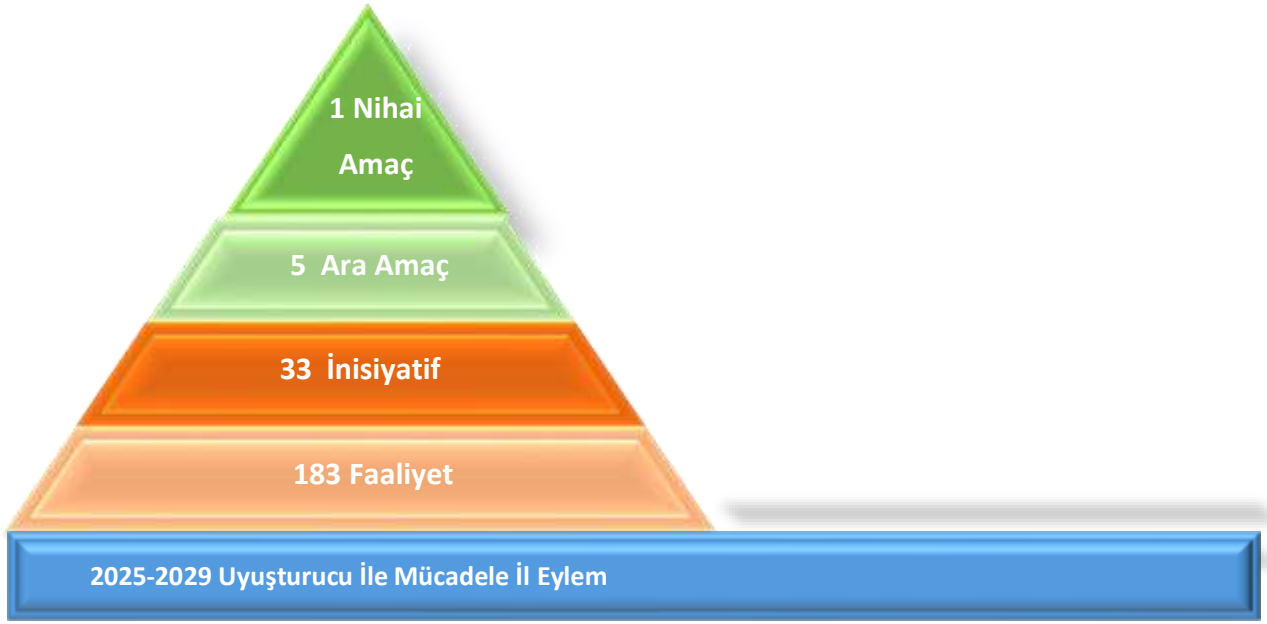 1 Nihai
Amaç
5 Ara Amaç
33 İnisiyatif
183 Faaliyet
2025-2029 Uyuşturucu İle Mücadele İl Eylem